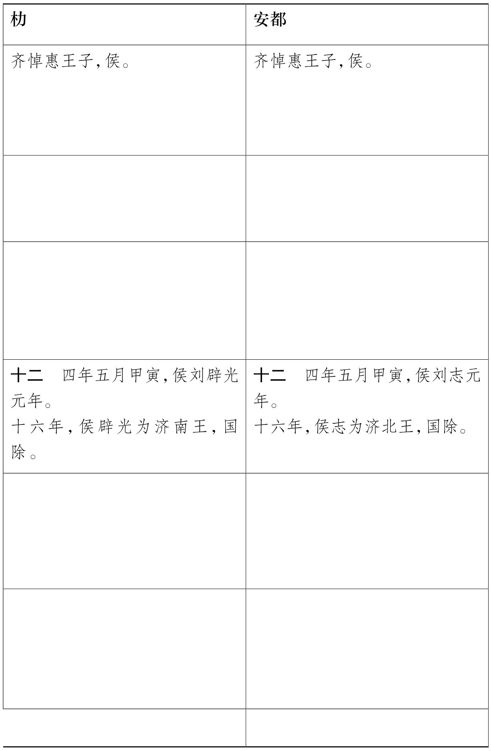 朸
安都
齐悼惠王子，侯。
齐悼惠王子，侯。
十二　四年五月甲寅，侯刘辟光
元年。
十六年，侯辟光为济南王，国
除。
十二　四年五月甲寅，侯刘志元
年。
十六年，侯志为济北王，国除。